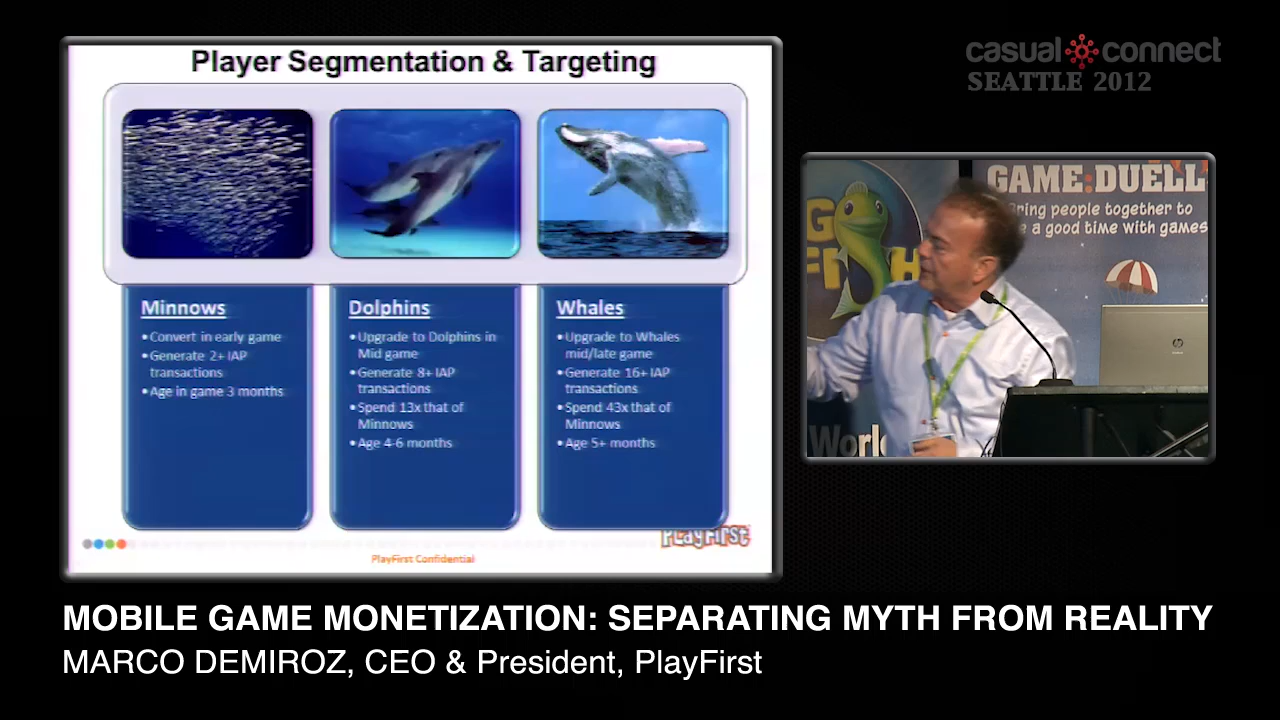 Player Segmentation & Targeting
Minnows
•Convert in early game
•Generate 2+ IAP
transactions
•Age in game 3 months
Dolphins
•Upgrade to Dolphins in
Mid game
•Generate 8+ IAP
transactions
•Spend 13x that of
Minnows
•Age 4-6 months
Whales
•Upgrade to Whales
mid/late game
•Generate 16+ IAP
transactions
•Spend 43x that of
Minnows
•Age 5+ months
PLAYFIRST
PlayFirst Confidential
casual connect
SEATTLE 2012
GAME:DUELL
people together to
a good time with games
hp
MOBILE GAME MONETIZATION: SEPARATING MYTH FROM REALITY
MARCO DEMIROZ, CEO & President, PlayFirst